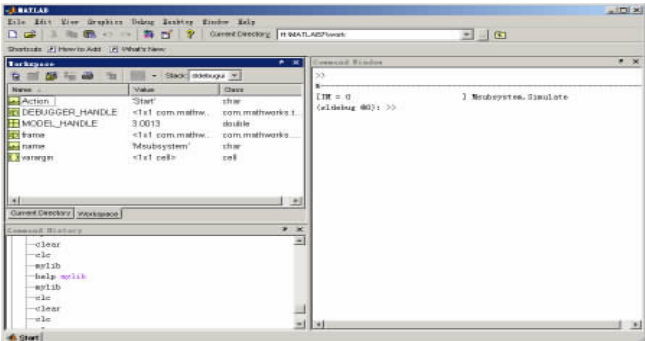 MATLAB
File Edit View Graphics Debug Desktop Window Help
Current Directory: H:\MATLAB7\work
Shortcuts How to Add What's New
Workspace
Stack: sldebugui
Name Value Class
Action 'Start' char
DEBUGGER_HANDLE <1x1 com.mathw... com.mathworks.t...
MODEL_HANDLE 3.0013 double
frame <1x1 com.mathw... com.mathworks....
name 'Msubsystem' char
varargin <1x1 cell> cell
Current Directory Workspace
Command History
clear
clc
mylib
help mylib
mylib
clc
clear
clc
Start
Command Window
>>
[TM = 0 ] Msubsystem.Simulate
(sldebug @0): >>